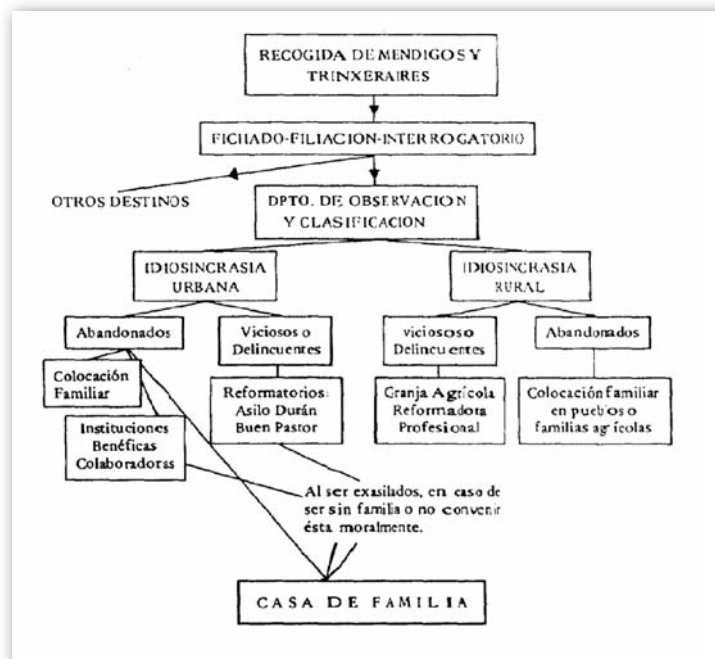 RECOGIDA DE MENDIGOS Y
TRINXERAIRES
FICHADO-FILIACION-INTERROGATORIO
OTROS DESTINOS
DPTO. DE OBSERVACION
Y CLASIFICACION
IDIOSINCRASIA
URBANA
IDIOSINCRASIA
RURAL
Abandonados
Viciosos o
Delincuentes
viciosos o
Delincuentes
Abandonados
Colocación
Familiar
Reformatorios:
Asilo Durán
Buen Pastor
Granja Agrícola
Reformadora
Profesional
Colocación familiar
en pueblos o
familias agrícolas
Instituciones
Benéficas
Colaboradoras
Al ser exasilados, en caso de
ser sin familia o no convenir
ésta moralmente.
CASA DE FAMILIA